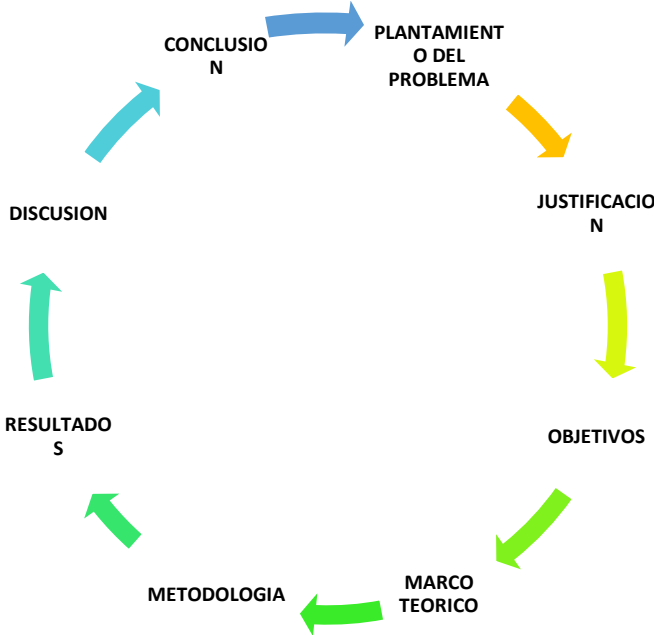 PLANTAMIENT
O DEL
PROBLEMA
JUSTIFICACIO
N
OBJETIVOS
MARCO
TEORICO
METODOLOGIA
RESULTADO
S
DISCUSION
CONCLUSIO
N